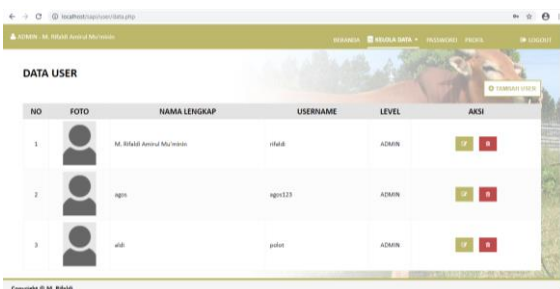 localhost/sapi/user/data.php
ADMIN - M. Rifaldi Amirul Mu'minin BERANDA KELOLA DATA PASSWORD PROFIL LOGOUT
DATA USER
TAMBAH USER
NO FOTO NAMA LENGKAP USERNAME LEVEL AKSI
1 M. Rifaldi Amirul Mu'minin rifaldi ADMIN
2 agos agos123 ADMIN
3 aldi polot ADMIN
Copyright © M. Rifaldi